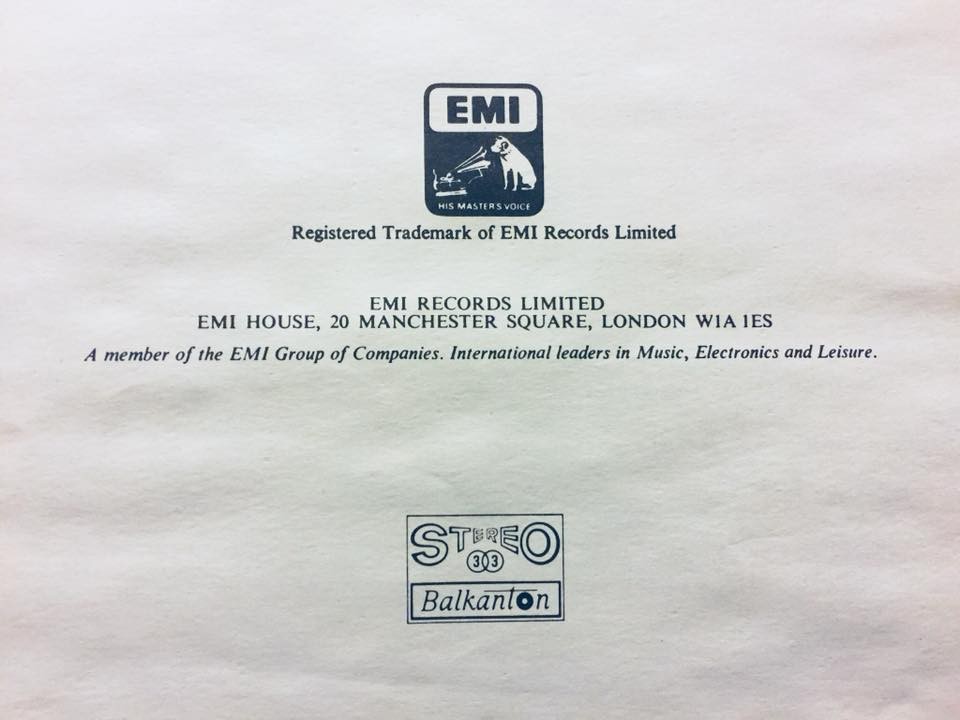 EMI
HIS MASTER'S VOICE
Registered Trademark of EMI Records Limited
EMI RECORDS LIMITED
EMI HOUSE, 20 MANCHESTER SQUARE, LONDON W1A 1ES
A member of the EMI Group of Companies. International leaders in Music, Electronics and Leisure.
STEREO
33
Balkanton